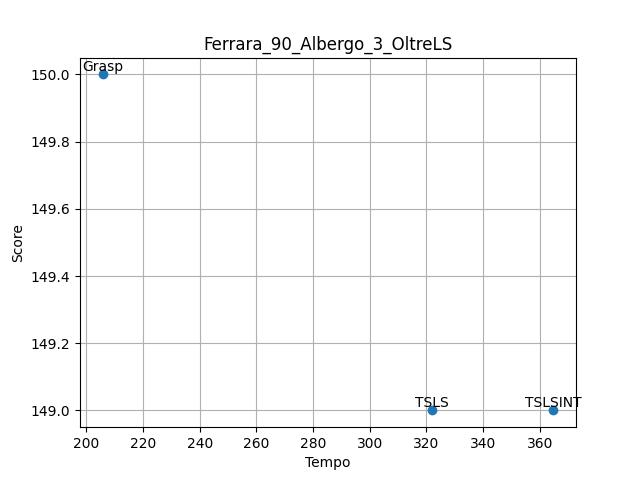 Ferrara_90_Albergo_3_OltreLS
Grasp
150.0
149.8
149.6
149.4
149.2
149.0
Score
TSLS
TSLSINT
200 220 240 260 280 300 320 340 360
Tempo